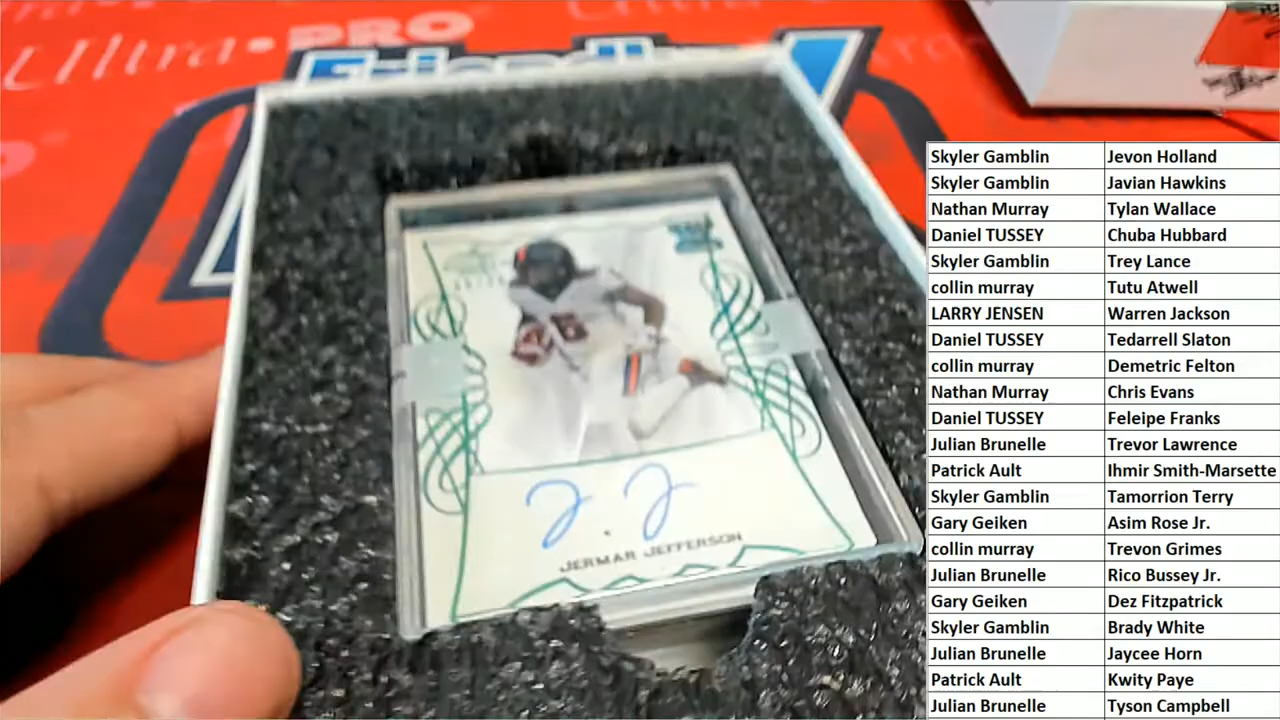 Ultra•PRO
Friendly
J. J.
JERMAR JEFFERSON
Skyler Gamblin Jevon Holland
Skyler Gamblin Javian Hawkins
Nathan Murray Tylan Wallace
Daniel TUSSEY Chuba Hubbard
Skyler Gamblin Trey Lance
collin murray Tutu Atwell
LARRY JENSEN Warren Jackson
Daniel TUSSEY Tedarrell Slaton
collin murray Demetric Felton
Nathan Murray Chris Evans
Daniel TUSSEY Feleipe Franks
Julian Brunelle Trevor Lawrence
Patrick Ault Ihmir Smith-Marsette
Skyler Gamblin Tamorrion Terry
Gary Geiken Asim Rose Jr.
collin murray Trevon Grimes
Julian Brunelle Rico Bussey Jr.
Gary Geiken Dez Fitzpatrick
Skyler Gamblin Brady White
Julian Brunelle Jaycee Horn
Patrick Ault Kwity Paye
Julian Brunelle Tyson Campbell